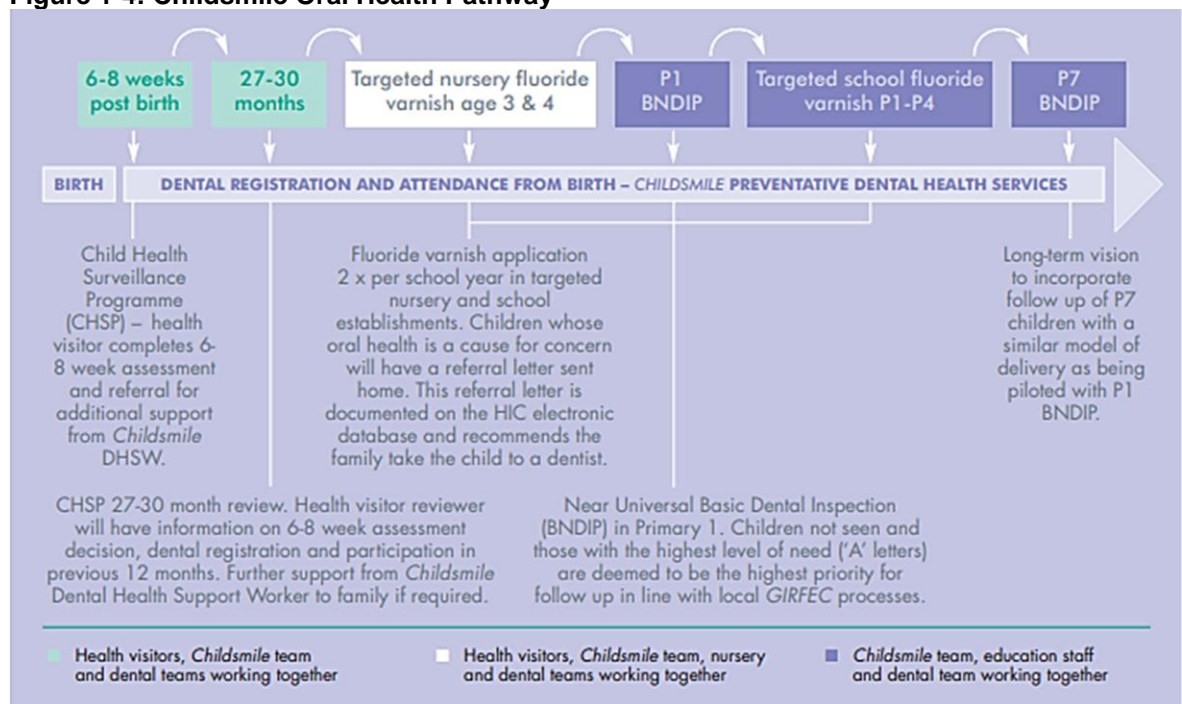 Figure 1-4: Childsmile Oral Health Pathway
6-8 weeks
post birth
27-30
months
Targeted nursery fluoride
varnish age 3 & 4
P1
BNDIP
Targeted school fluoride
varnish P1-P4
P7
BNDIP
BIRTH
DENTAL REGISTRATION AND ATTENDANCE FROM BIRTH – CHILDSMILE PREVENTATIVE DENTAL HEALTH SERVICES
Child Health
Surveillance
Programme
(CHSP) – health
visitor completes 6-
8 week assessment
and referral for
additional support
from Childsmile
DHSW.
Fluoride varnish application
2 x per school year in targeted
nursery and school
establishments. Children whose
oral health is a cause for concern
will have a referral letter sent
home. This referral letter is
documented on the HIC electronic
database and recommends the
family take the child to a dentist.
Long-term vision
to incorporate
follow up of P7
children with a
similar model of
delivery as being
piloted with P1
BNDIP.
CHSP 27-30 month review. Health visitor reviewer
will have information on 6-8 week assessment
decision, dental registration and participation in
previous 12 months. Further support from Childsmile
Dental Health Support Worker to family if required.
Near Universal Basic Dental Inspection
(BNDIP) in Primary 1. Children not seen and
those with the highest level of need ('A' letters)
are deemed to be the highest priority for
follow up in line with local GIRFEC processes.
Health visitors, Childsmile team
and dental teams working together
Health visitors, Childsmile team, nursery
and dental teams working together
Childsmile team, education staff
and dental team working together